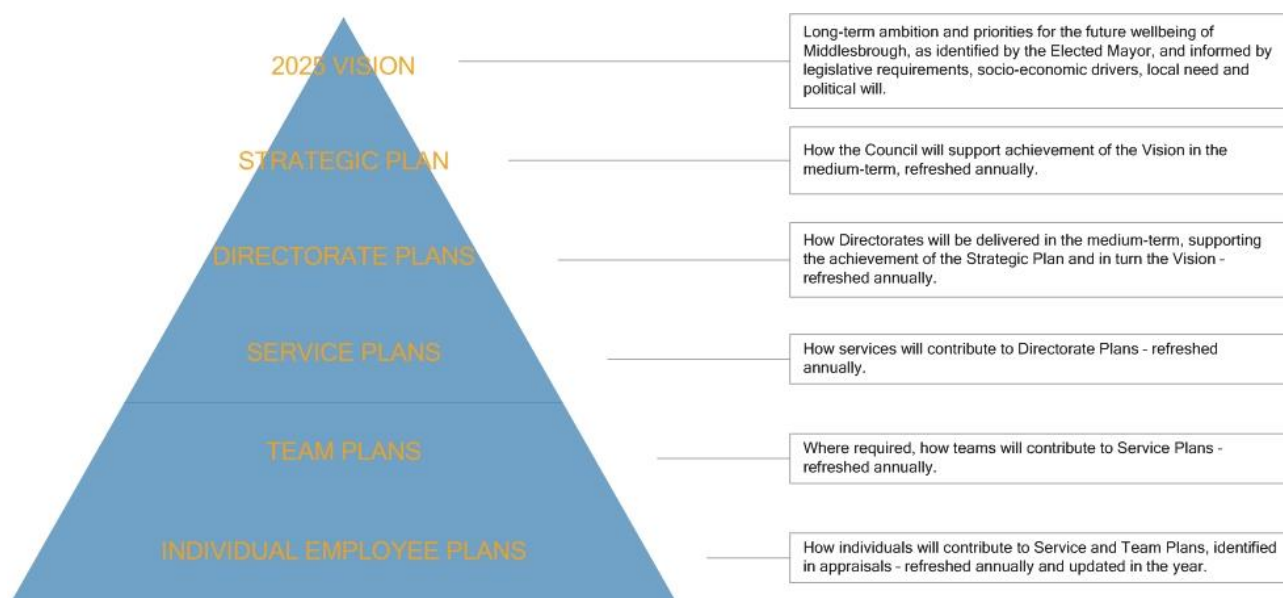 2025 VISION
Long-term ambition and priorities for the future wellbeing of
Middlesbrough, as identified by the Elected Mayor, and informed by
legislative requirements, socio-economic drivers, local need and
political will.
STRATEGIC PLAN
How the Council will support achievement of the Vision in the
medium-term, refreshed annually.
DIRECTORATE PLANS
How Directorates will be delivered in the medium-term, supporting
the achievement of the Strategic Plan and in turn the Vision -
refreshed annually.
SERVICE PLANS
How services will contribute to Directorate Plans - refreshed
annually.
TEAM PLANS
Where required, how teams will contribute to Service Plans -
refreshed annually.
INDIVIDUAL EMPLOYEE PLANS
How individuals will contribute to Service and Team Plans, identified
in appraisals - refreshed annually and updated in the year.